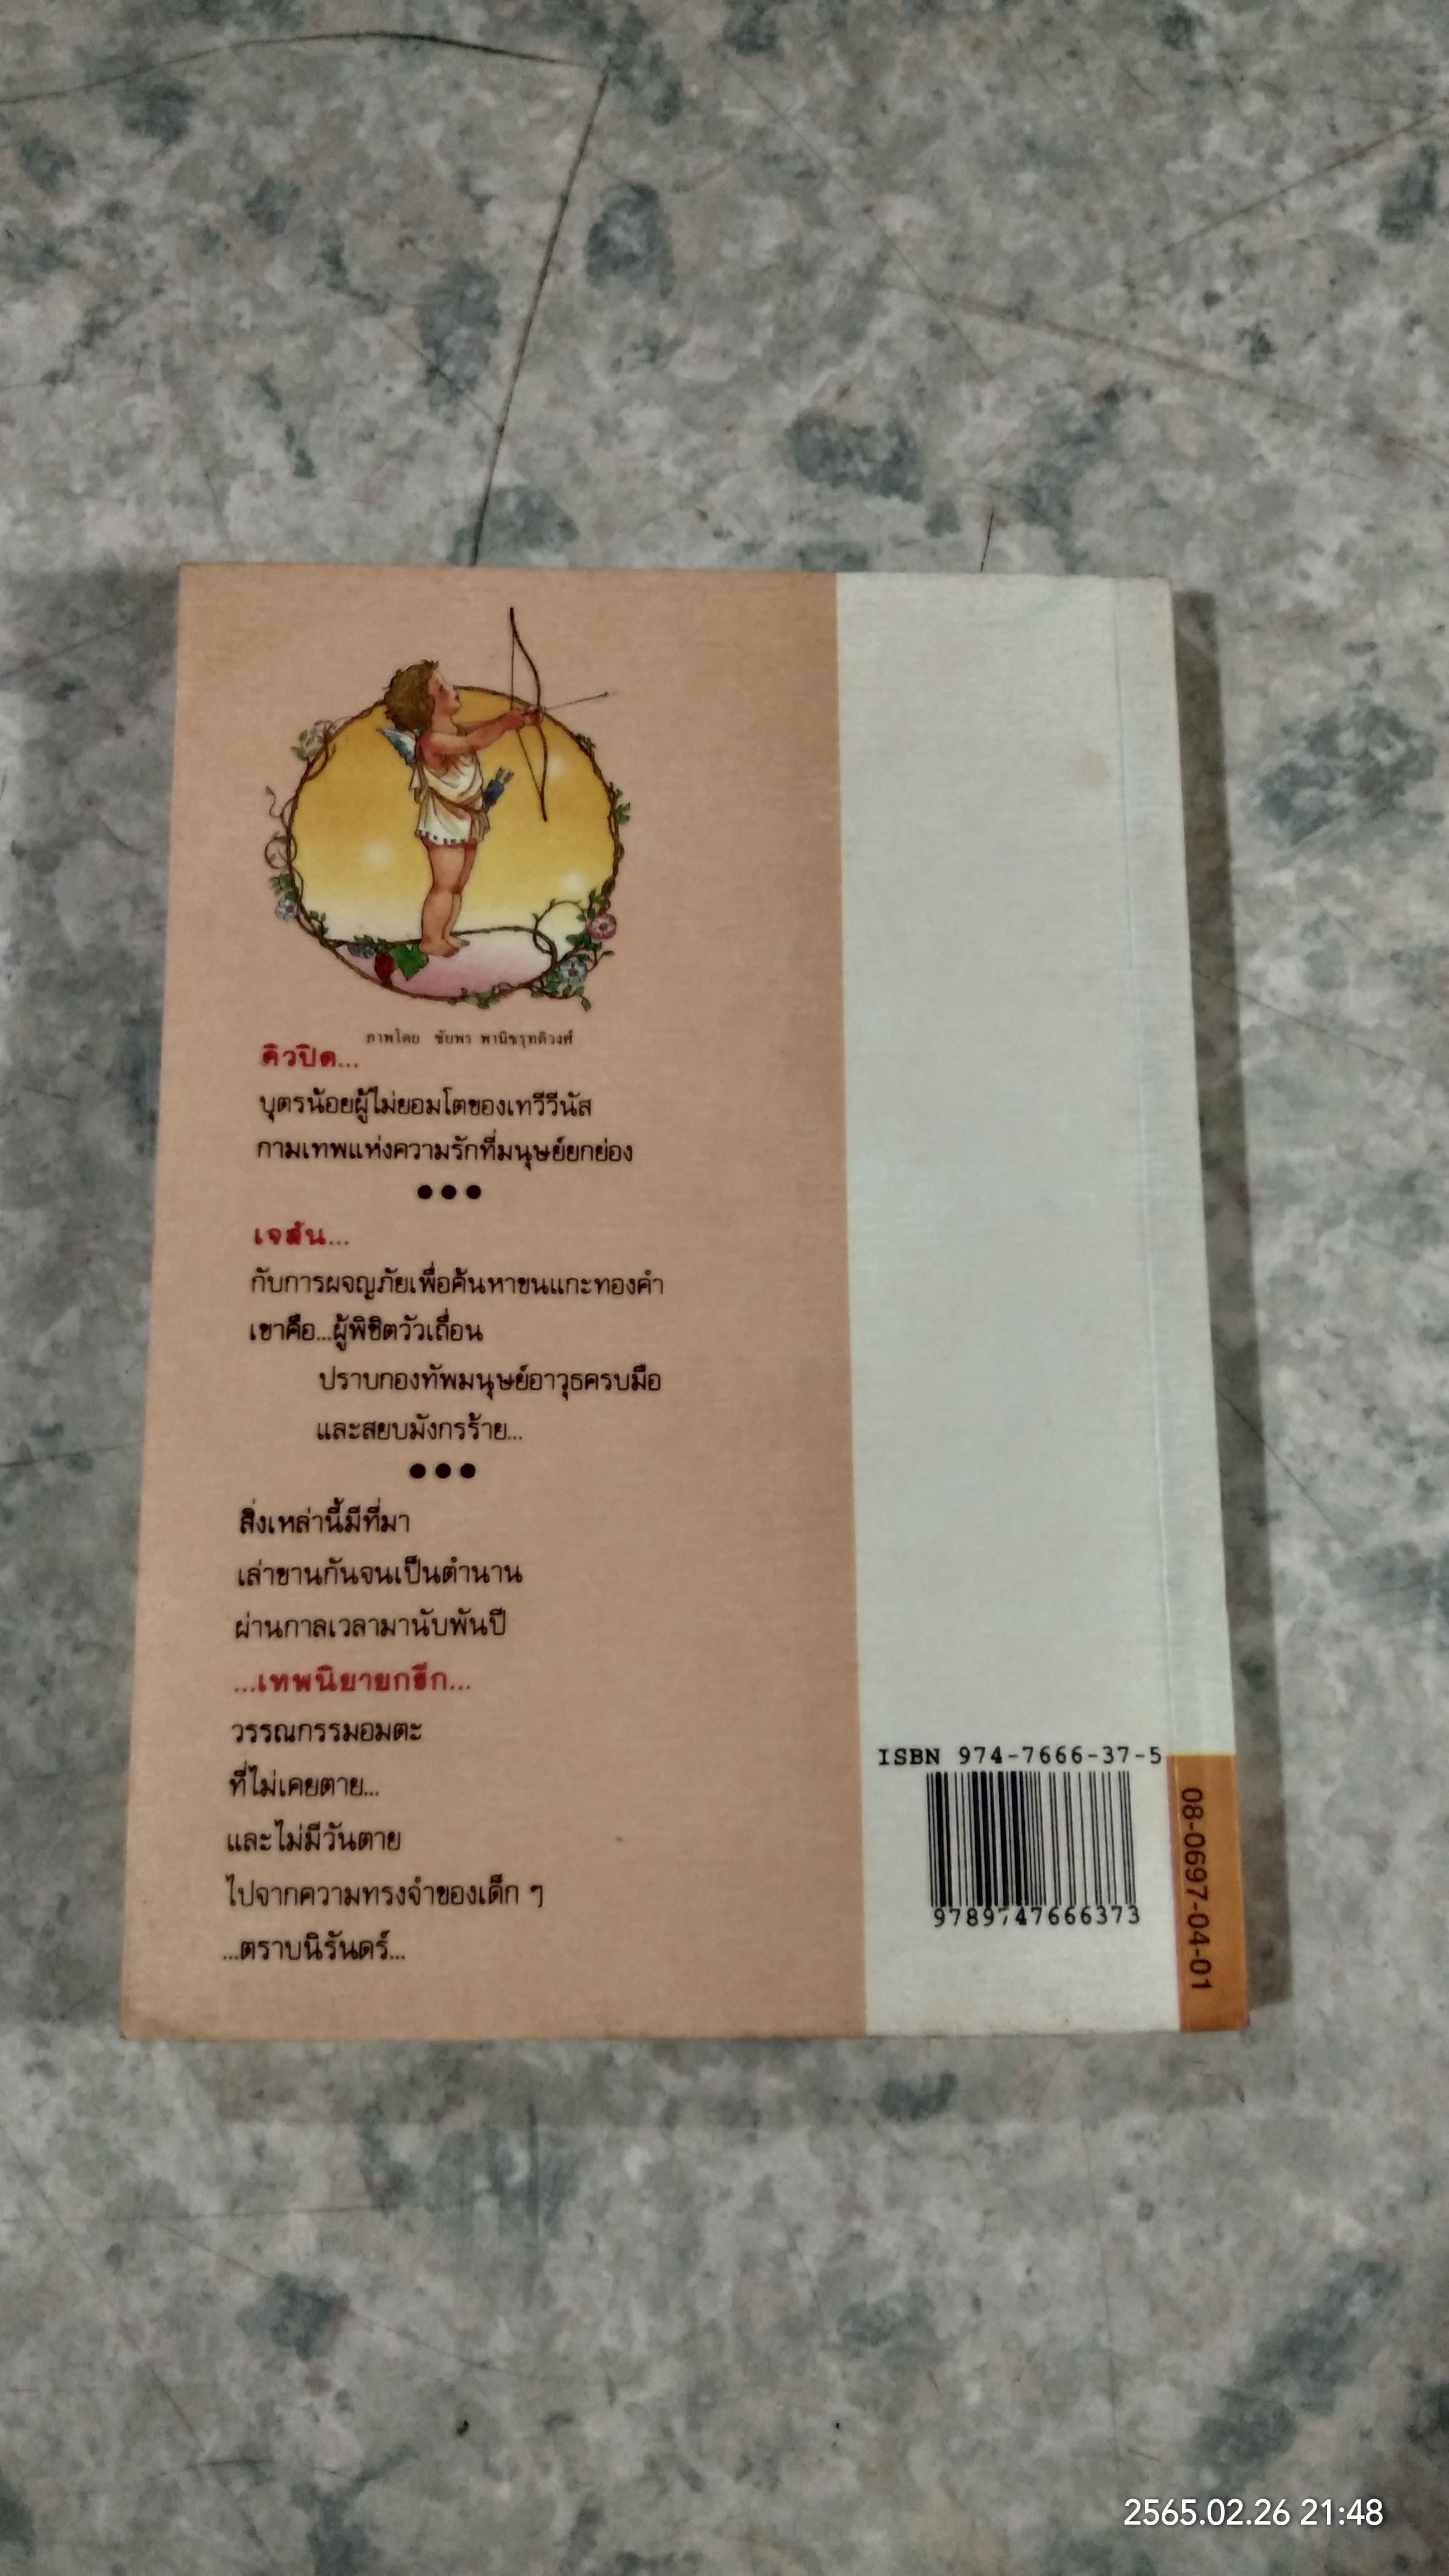 ภาพโดย ชัยพร พานิชรุทติวงศ์
คิวปิด...
บุตรน้อยผู้ไม่ยอมโตของเทวีวีนัส
กามเทพแห่งความรักที่มนุษย์ยกย่อง
●●●
เจสัน...
กับการผจญภัยเพื่อค้นหาขนแกะทองคำ
เขาคือ...ผู้พิชิตวัวเถื่อน
ปราบกองทัพมนุษย์อาวุธครบมือ
และสยบมังกรร้าย...
●●●
สิ่งเหล่านี้มีที่มา
เล่าขานกันจนเป็นตำนาน
ผ่านกาลเวลามานับพันปี
...เทพนิยายกรีก...
วรรณกรรมอมตะ
ที่ไม่เคยตาย...
และไม่มีวันตาย
ไปจากความทรงจำของเด็ก ๆ
...ตราบนิรันดร์...
ISBN 974-7666-37-5
9789747666373
08-0697-04-01
2565.02.26 21:48